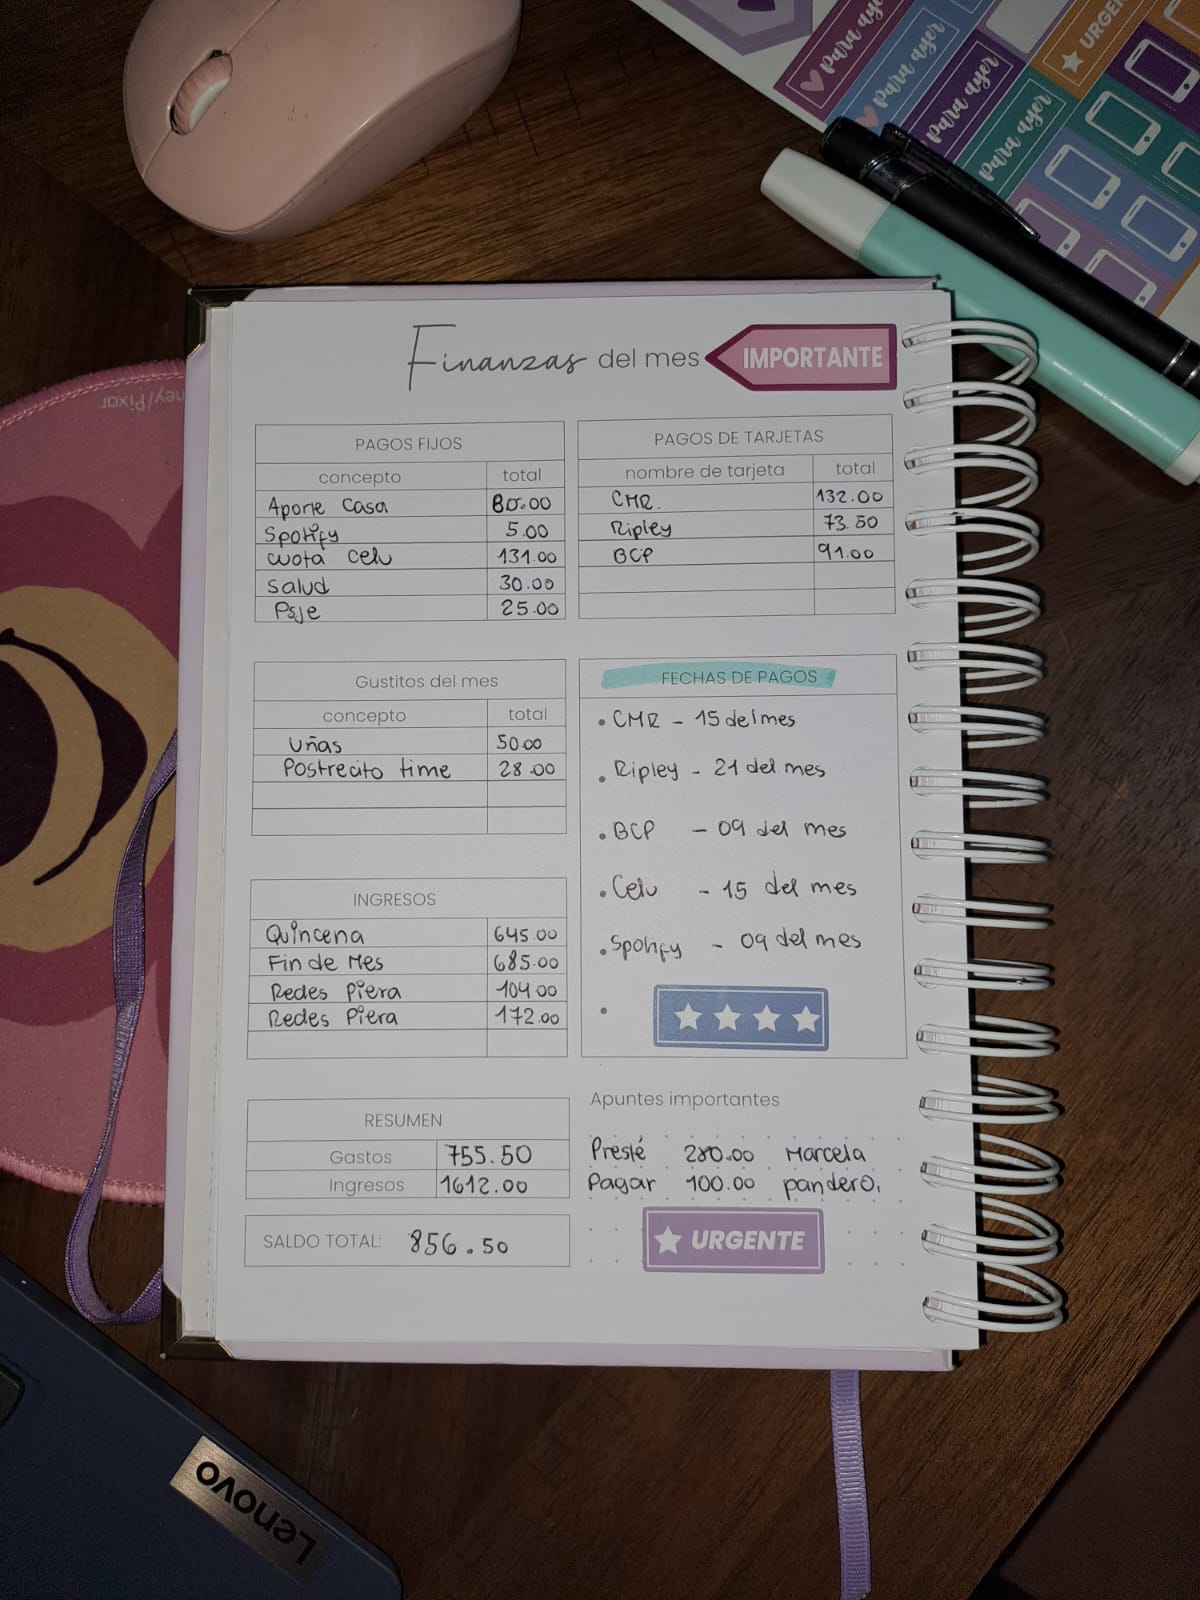 para ayer
para ayer
para ayer
para ayer
★ URGEN
ney/Pixar
Finanzas del mes
IMPORTANTE
PAGOS FIJOS
concepto total
Aporte Casa 80.00
Spotify 5.00
cuota celu 131.00
Salud 30.00
Psje 25.00
PAGOS DE TARJETAS
nombre de tarjeta total
CMR. 132.00
Ripley 73.50
BCP 91.00
Gustitos del mes
concepto total
Uñas 50.00
Postrecito time 28.00
FECHAS DE PAGOS
• CMR - 15 del mes
• Ripley - 21 del mes
• BCP - 09 del mes
• Celu - 15 del mes
• Spotify - 09 del mes
•
INGRESOS
Quincena 645.00
Fin de Mes 685.00
Redes Piera 104.00
Redes Piera 172.00
RESUMEN
Gastos 755.50
Ingresos 1612.00
SALDO TOTAL: 856.50
Apuntes importantes
Presté 280.00 Marcela
Pagar 100.00 pandero.
★ URGENTE
Lenovo